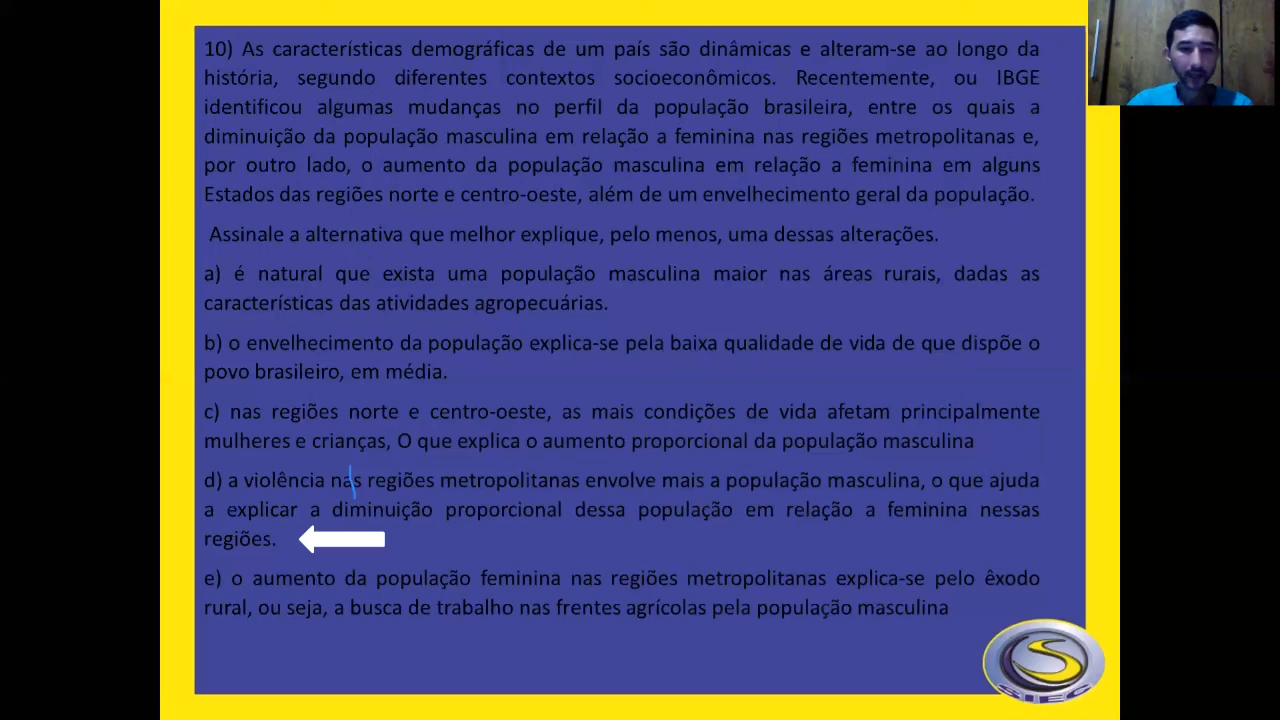 10) As características demográficas de um país são dinâmicas e alteram-se ao longo da
história, segundo diferentes contextos socioeconômicos. Recentemente, ou IBGE
identificou algumas mudanças no perfil da população brasileira, entre os quais a
diminuição da população masculina em relação a feminina nas regiões metropolitanas e,
por outro lado, o aumento da população masculina em relação a feminina em alguns
Estados das regiões norte e centro-oeste, além de um envelhecimento geral da população.
Assinale a alternativa que melhor explique, pelo menos, uma dessas alterações.
a) é natural que exista uma população masculina maior nas áreas rurais, dadas as
características das atividades agropecuárias.
b) o envelhecimento da população explica-se pela baixa qualidade de vida de que dispõe o
povo brasileiro, em média.
c) nas regiões norte e centro-oeste, as mais condições de vida afetam principalmente
mulheres e crianças, O que explica o aumento proporcional da população masculina
d) a violência nas regiões metropolitanas envolve mais a população masculina, o que ajuda
a explicar a diminuição proporcional dessa população em relação a feminina nessas
regiões.
e) o aumento da população feminina nas regiões metropolitanas explica-se pelo êxodo
rural, ou seja, a busca de trabalho nas frentes agrícolas pela população masculina
SIEC